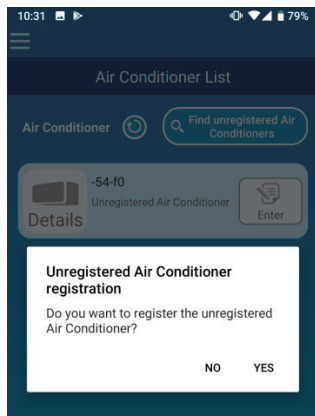 10:31 79%
Air Conditioner List
Air Conditioner
Find unregistered Air
Conditioners
-54-f0
Unregistered Air Conditioner
Details
Enter
Unregistered Air Conditioner
registration
Do you want to register the unregistered
Air Conditioner?
NO YES